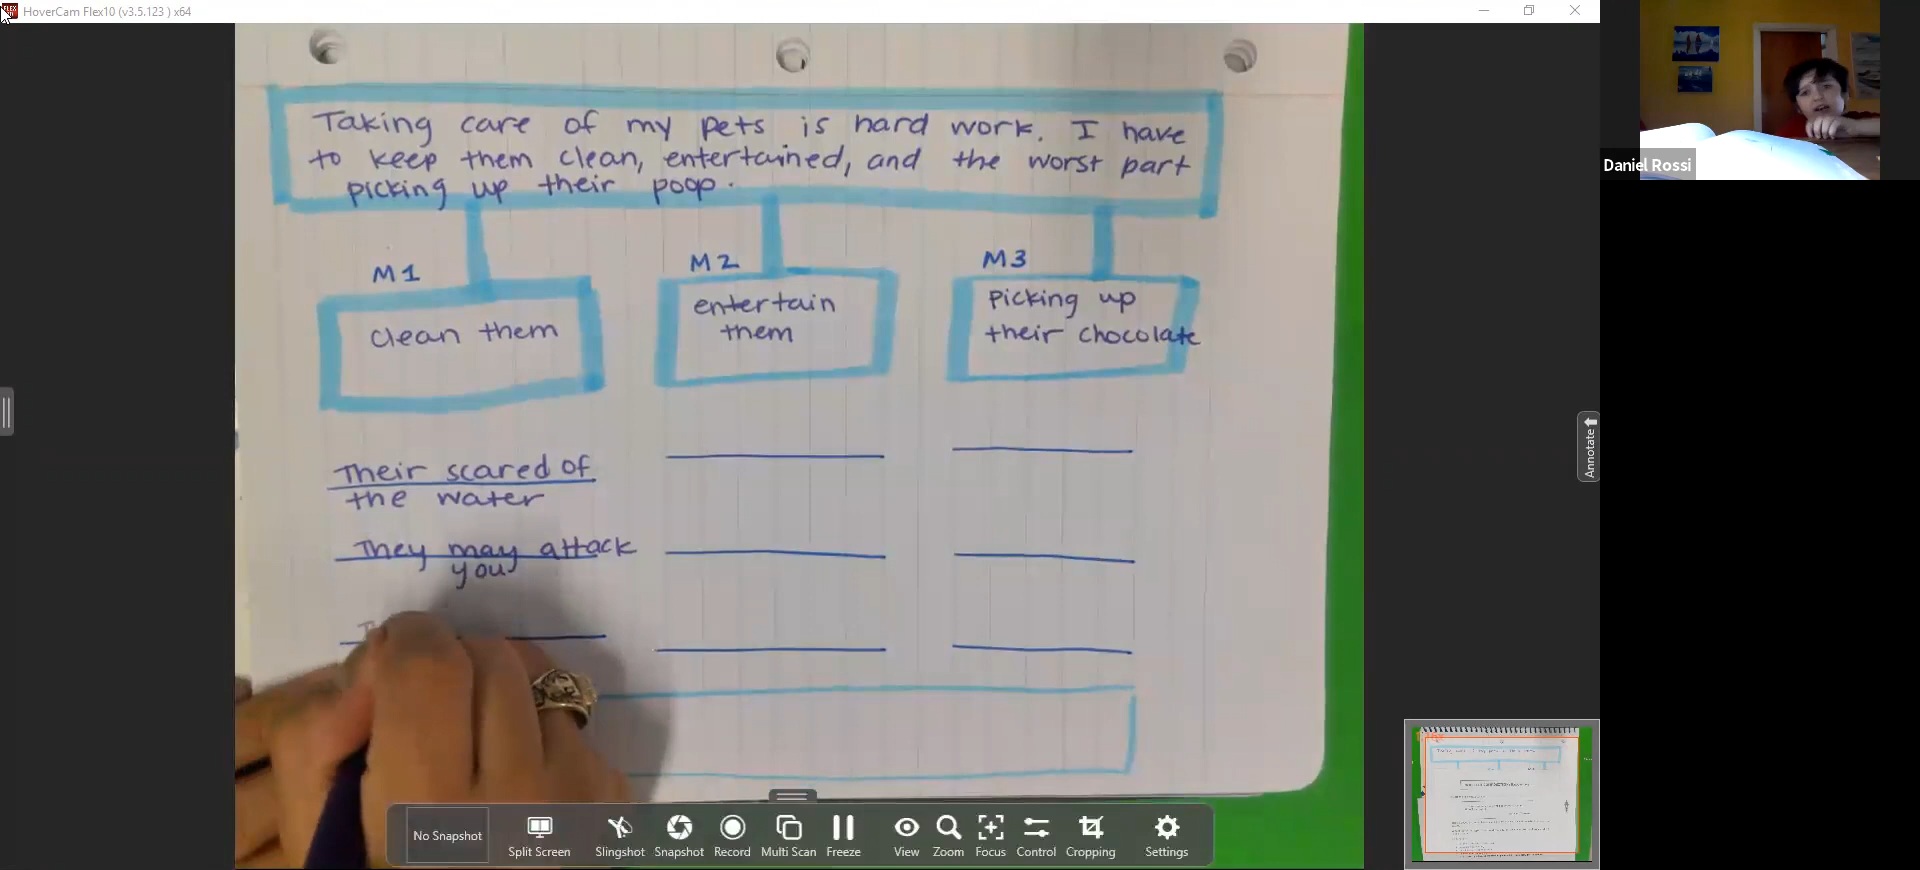 HoverCam Flex10 (v3.5.123 ) x64
Taking care of my pets is hard work. I have
to keep them clean, entertained, and the worst part
picking up their poop.
M1
M2
M3
clean them
entertain
them
picking up
their chocolate
Their scared of
the water
They may attack
you
Daniel Rossi
Annotate
No Snapshot
Split Screen
Slingshot
Snapshot
Record
Multi Scan
Freeze
View
Zoom
Focus
Control
Cropping
Settings